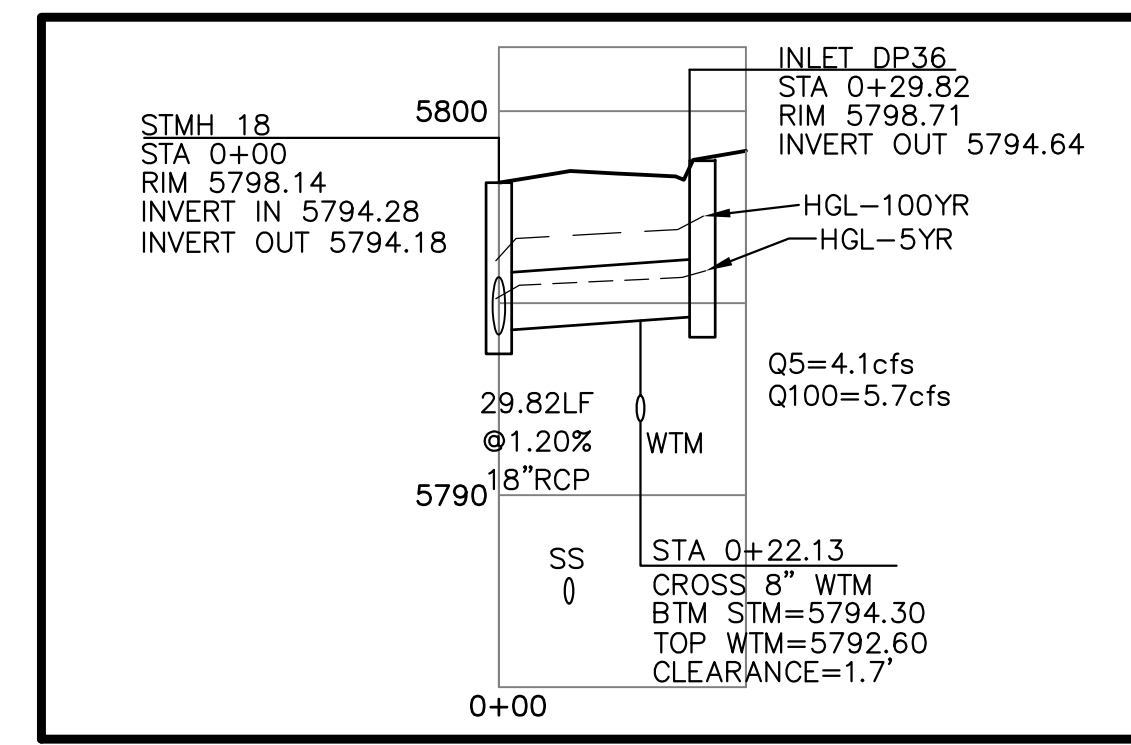 STMH 18
STA 0+00
RIM 5798.14
INVERT IN 5794.28
INVERT OUT 5794.18
5800
INLET DP36
STA 0+29.82
RIM 5798.71
INVERT OUT 5794.64
HGL-100YR
HGL-5YR
Q5=4.1cfs
Q100=5.7cfs
29.82LF
@1.20%
18"RCP
WTM
5790
SS
STA 0+22.13
CROSS 8" WTM
BTM STM=5794.30
TOP WTM=5792.60
CLEARANCE=1.7'
0+00